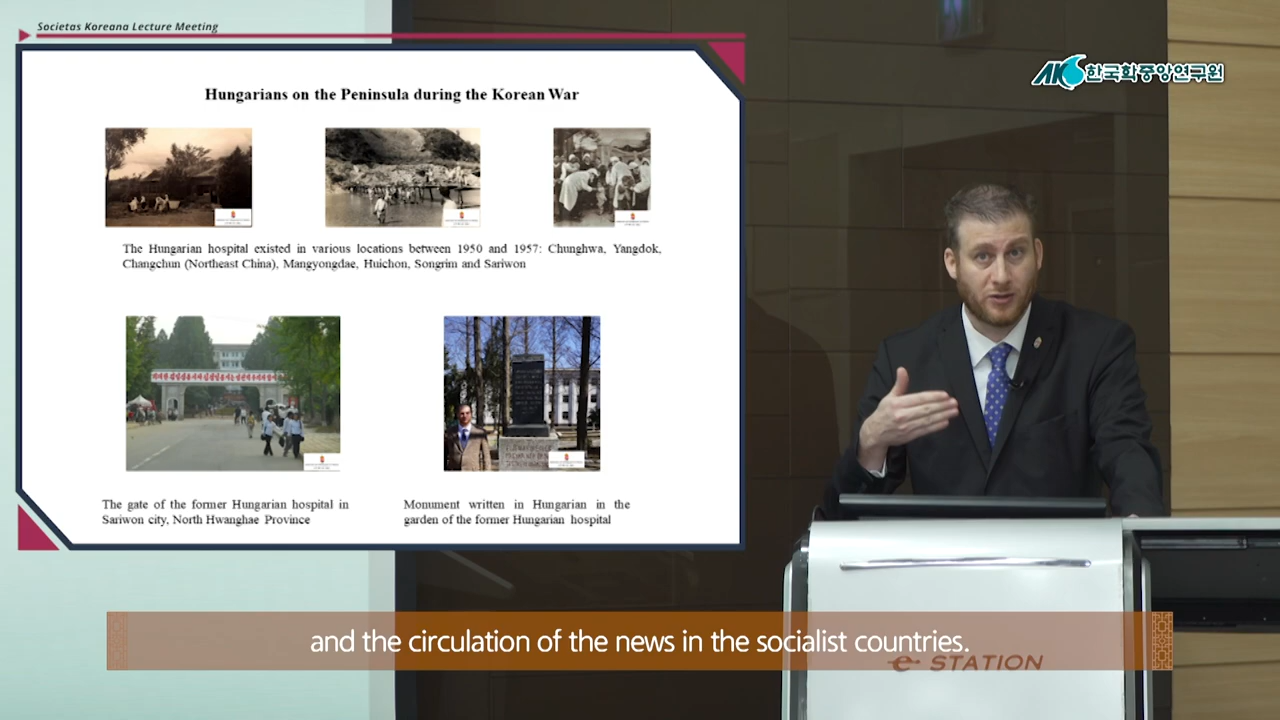 Societas Koreana Lecture Meeting
한국학중앙연구원
Hungarians on the Peninsula during the Korean War
The Hungarian hospital existed in various locations between 1950 and 1957: Chunghwa, Yangdok,
Changchun (Northeast China), Mangyongdae, Huichon, Songrim and Sariwon
The gate of the former Hungarian hospital in
Sariwon city, North Hwanghae Province
Monument written in Hungarian in the
garden of the former Hungarian hospital
and the circulation of the news in the socialist countries.
e-STATION